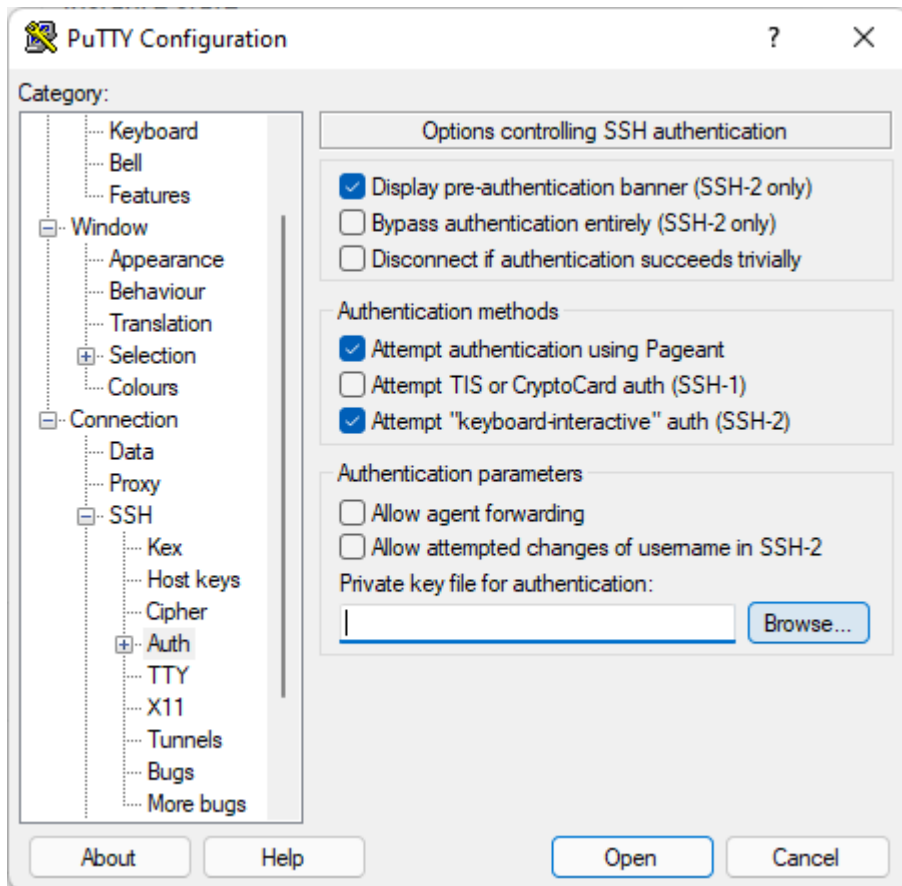 PuTTY Configuration
?
Category:
Keyboard
Bell
Features
Window
Appearance
Behaviour
Translation
Selection
Colours
Connection
Data
Proxy
SSH
Kex
Host keys
Cipher
Auth
TTY
X11
Tunnels
Bugs
More bugs
Options controlling SSH authentication
Display pre-authentication banner (SSH-2 only)
Bypass authentication entirely (SSH-2 only)
Disconnect if authentication succeeds trivially
Authentication methods
Attempt authentication using Pageant
Attempt TIS or CryptoCard auth (SSH-1)
Attempt "keyboard-interactive" auth (SSH-2)
Authentication parameters
Allow agent forwarding
Allow attempted changes of username in SSH-2
Private key file for authentication:
Browse...
About
Help
Open
Cancel